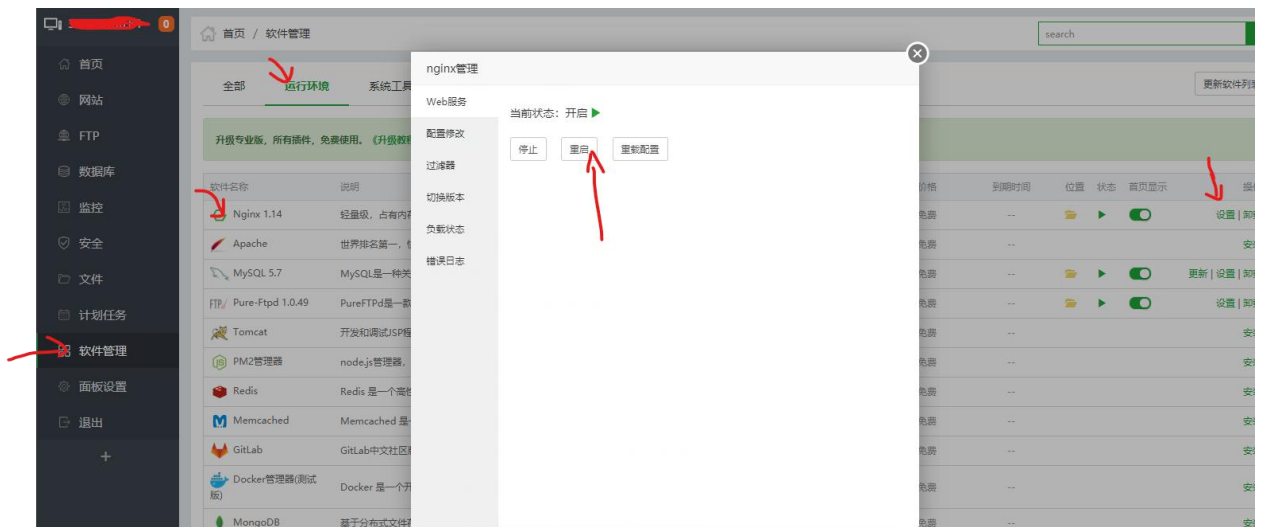 0
首页 / 软件管理
search
首页
网站
FTP
数据库
监控
安全
文件
计划任务
软件管理
面板设置
退出
+
全部
运行环境
系统工具
更新软件列表
升级专业版，所有插件，免费使用。《升级教程
软件名称
说明
价格
到期时间
位置
状态
首页显示
Nginx 1.14
轻量级，占有内存
免费
--
设置 | 卸
Apache
世界排名第一，
免费
--
安
MySQL 5.7
MySQL是一种关
免费
--
更新 | 设置 | 卸
Pure-Ftpd 1.0.49
PureFTPd是一款
免费
--
设置 | 卸
Tomcat
开发和调试JSP程
免费
--
安
PM2管理器
node.js管理器，
免费
--
安
Redis
Redis 是一个高性
免费
--
安
Memcached
Memcached 是
免费
--
安
GitLab
GitLab中文社区
免费
--
安
Docker管理器(测试
版)
Docker 是一个开
免费
--
安
MongoDB
基于分布式文件
免费
--
安
nginx管理
Web服务
配置修改
过滤器
切换版本
负载状态
错误日志
当前状态：开启
停止
重启
重载配置